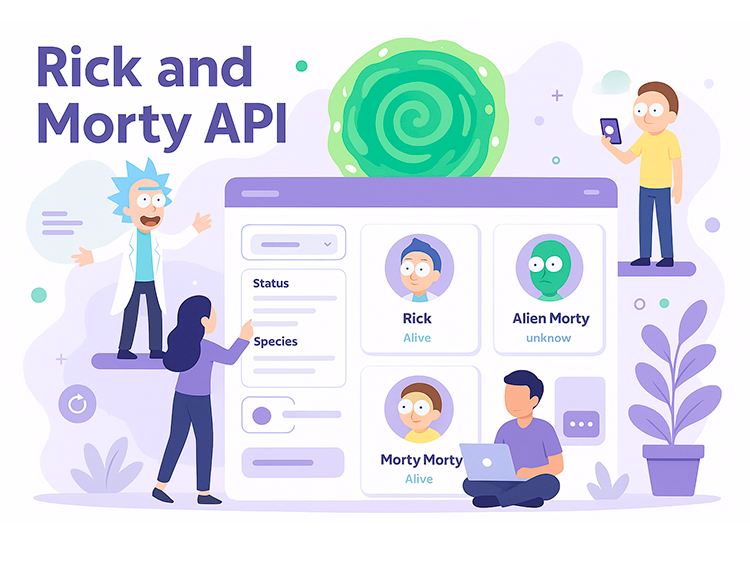 Rick and
Morty API
Status
Species
Rick
Alive
Alien Morty
unknow
Morty Morty
Alive